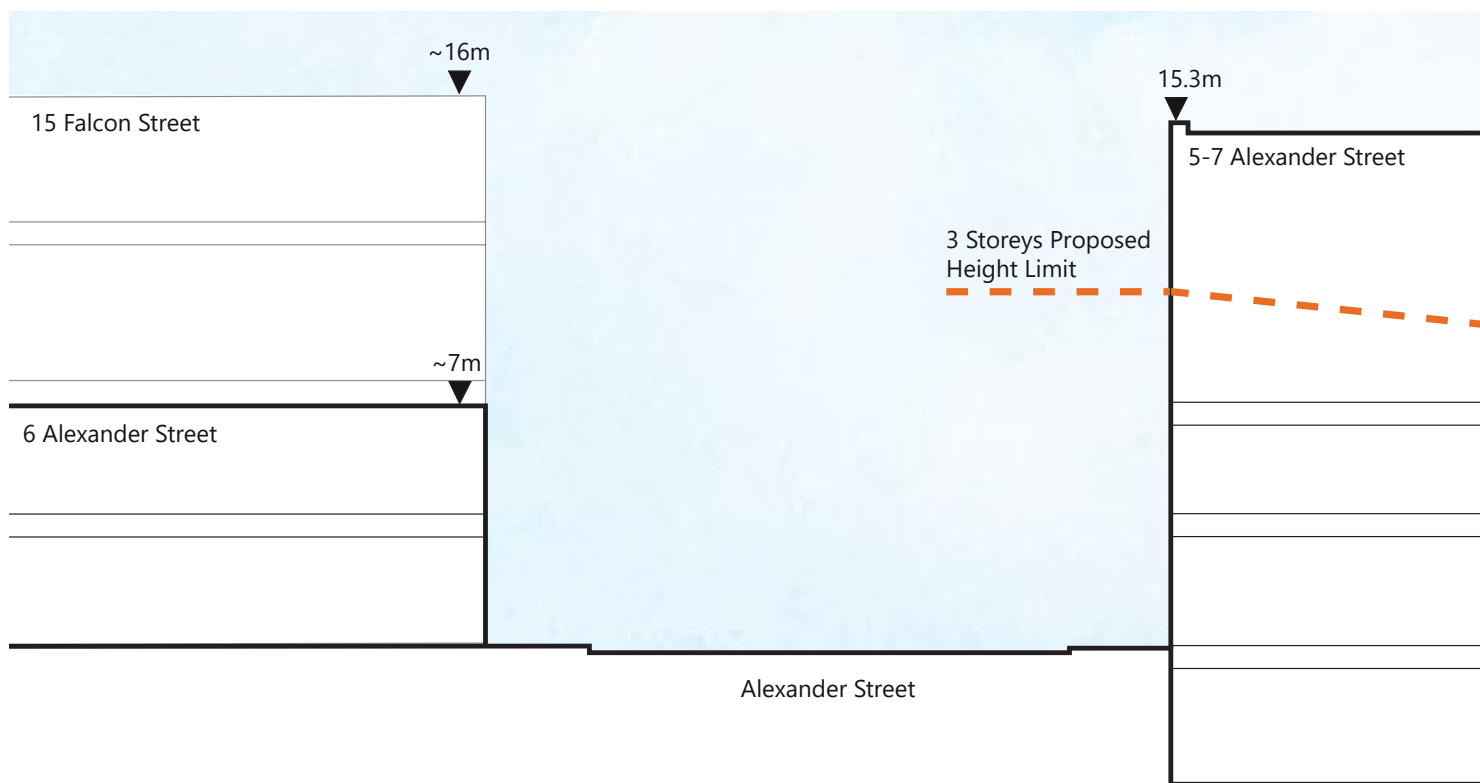 ~16m
15 Falcon Street
15.3m
5-7 Alexander Street
3 Storeys Proposed
Height Limit
~7m
6 Alexander Street
Alexander Street